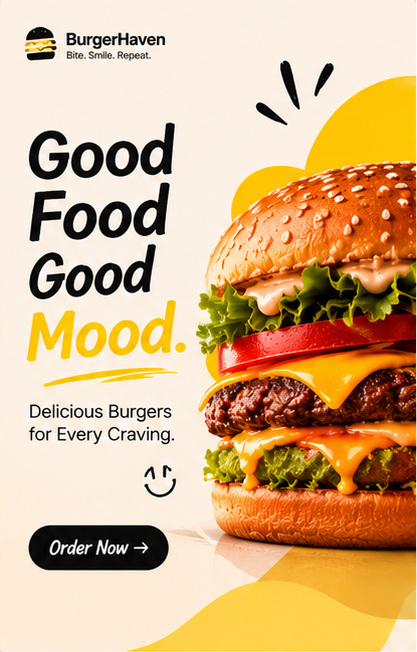 BurgerHaven
Bite. Smile. Repeat.
Good
Food
Good
Mood.
Delicious Burgers
for Every Craving.
Order Now →